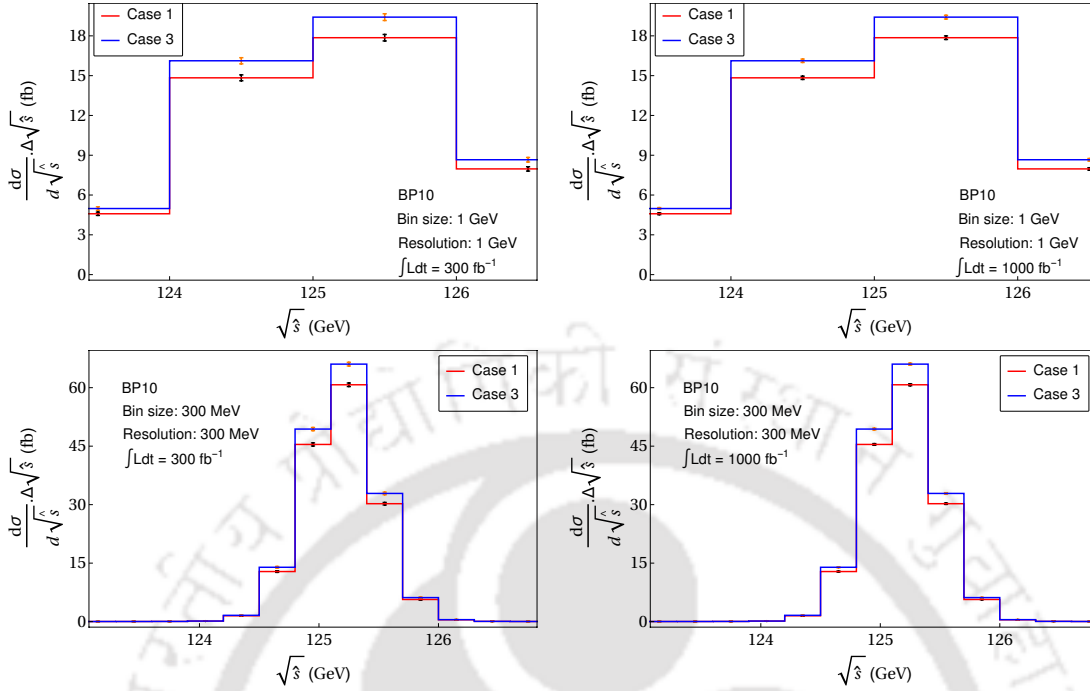 Case 1
Case 3
BP10
Bin size: 1 GeV
Resolution: 1 GeV
∫Ldt = 300 fb⁻¹
dσ/d√ŝ .Δ√ŝ (fb)
18
15
12
9
6
3
0
124 125 126
√ŝ (GeV)
Case 1
Case 3
BP10
Bin size: 1 GeV
Resolution: 1 GeV
∫Ldt = 1000 fb⁻¹
dσ/d√ŝ .Δ√ŝ (fb)
18
15
12
9
6
3
0
124 125 126
√ŝ (GeV)
BP10
Bin size: 300 MeV
Resolution: 300 MeV
∫Ldt = 300 fb⁻¹
Case 1
Case 3
dσ/d√ŝ .Δ√ŝ (fb)
60
45
30
15
0
124 125 126
√ŝ (GeV)
BP10
Bin size: 300 MeV
Resolution: 300 MeV
∫Ldt = 1000 fb⁻¹
Case 1
Case 3
dσ/d√ŝ .Δ√ŝ (fb)
60
45
30
15
0
124 125 126
√ŝ (GeV)